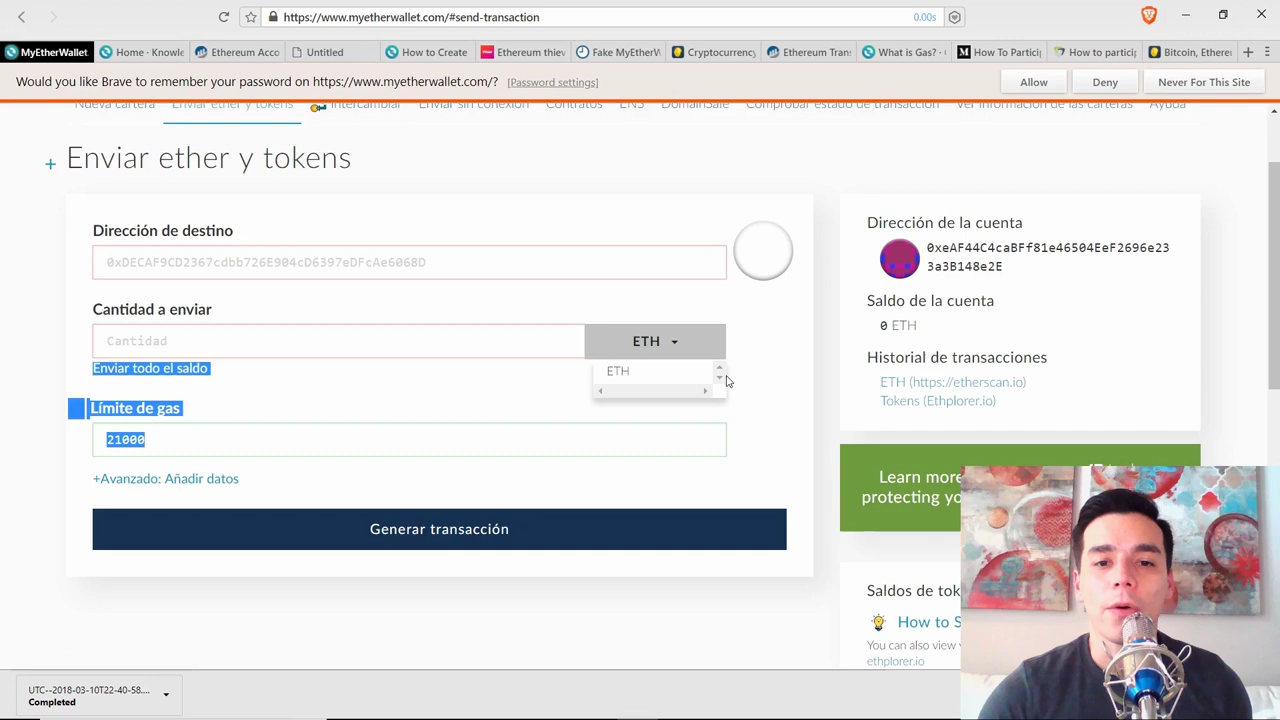 https://www.myetherwallet.com/#send-transaction
0.00s
MyEtherWallet
Home - Knowle
Ethereum Acco
Untitled
How to Create
Ethereum thiev
Fake MyEtherW
Cryptocurrency
Ethereum Tran
What is Gas? -
How To Partici
How to partici
Bitcoin, Ethere
Would you like Brave to remember your password on https://www.myetherwallet.com/? [Password settings]
Allow
Deny
Never For This Site
Nueva cartera
Enviar ether y tokens
Intercambiar
Enviar sin conexión
Contratos
ENS
DomainSale
Comprobar estado de transacción
Ver información de las carteras
Ayuda
+ Enviar ether y tokens
Dirección de destino
0xDECAF9CD2367cdbb726E904cD6397eDFcAe6068D
Cantidad a enviar
Cantidad
ETH
ETH
Enviar todo el saldo
Límite de gas
21000
+Avanzado: Añadir datos
Generar transacción
Dirección de la cuenta
0xeAF44C4caBFf81e46504EeF2696e23
3a3B148e2E
Saldo de la cuenta
0 ETH
Historial de transacciones
ETH (https://etherscan.io)
Tokens (Ethplorer.io)
Learn more
protecting yo
Saldos de tok
How to S
You can also view
ethplorer.io
UTC--2018-03-10T22-40-58....
Completed